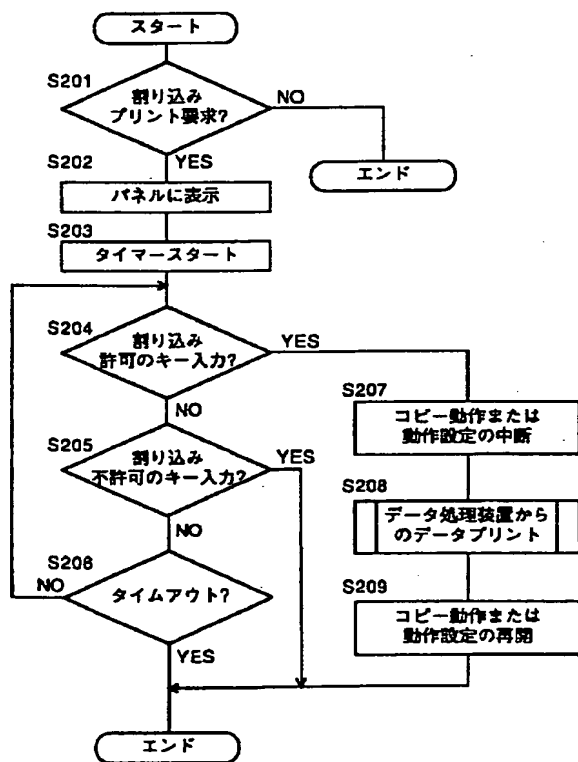 スタート
S201
割り込み
プリント要求?
NO
エンド
YES
S202
パネルに表示
S203
タイマースタート
S204
割り込み
許可のキー入力?
YES
NO
S205
割り込み
不許可のキー入力?
YES
NO
S206
タイムアウト?
NO
YES
S207
コピー動作または
動作設定の中断
S208
データ処理装置から
のデータプリント
S209
コピー動作または
動作設定の再開
エンド